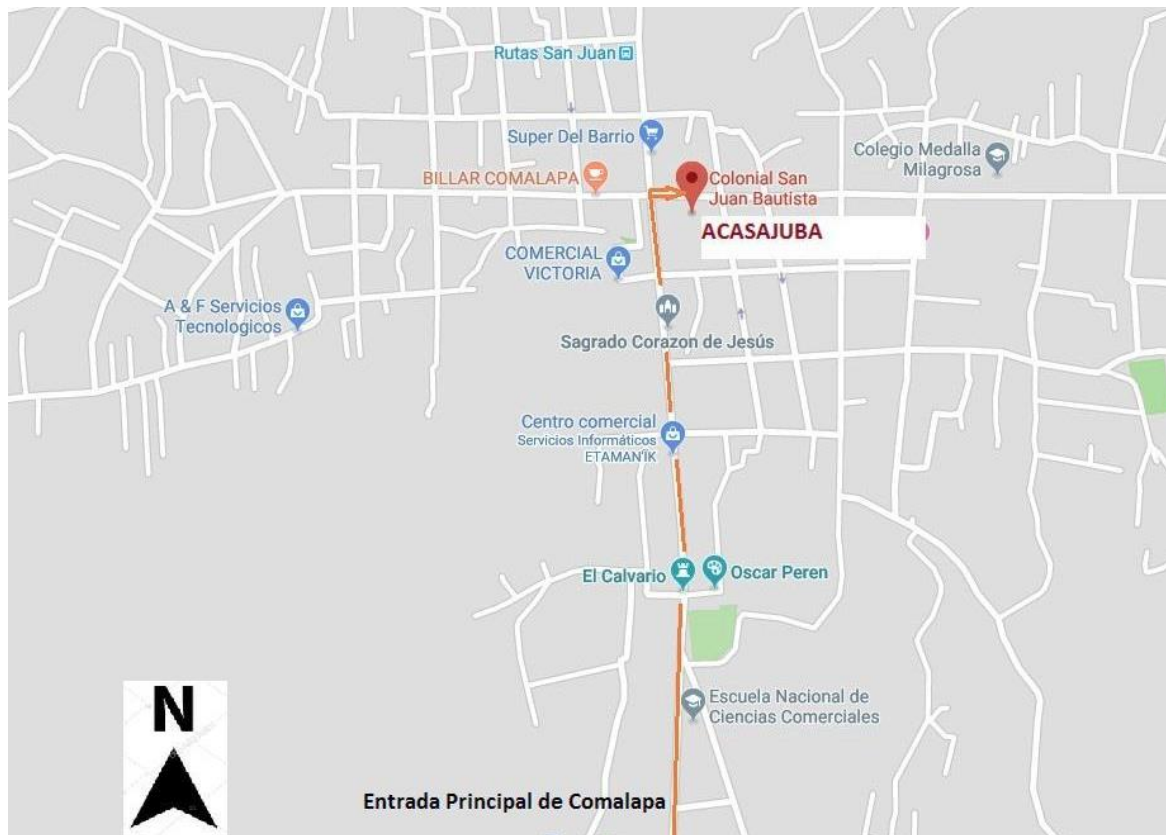 Rutas San Juan
Super Del Barrio
Colegio Medalla
Milagrosa
BILLAR COMALAPA
Colonial San
Juan Bautista
ACASAJUBA
COMERCIAL
VICTORIA
A & F Servicios
Tecnologicos
Sagrado Corazon de Jesús
Centro comercial
Servicios Informáticos
ETAMAN'IK
El Calvario
Oscar Peren
Escuela Nacional de
Ciencias Comerciales
N
Entrada Principal de Comalapa